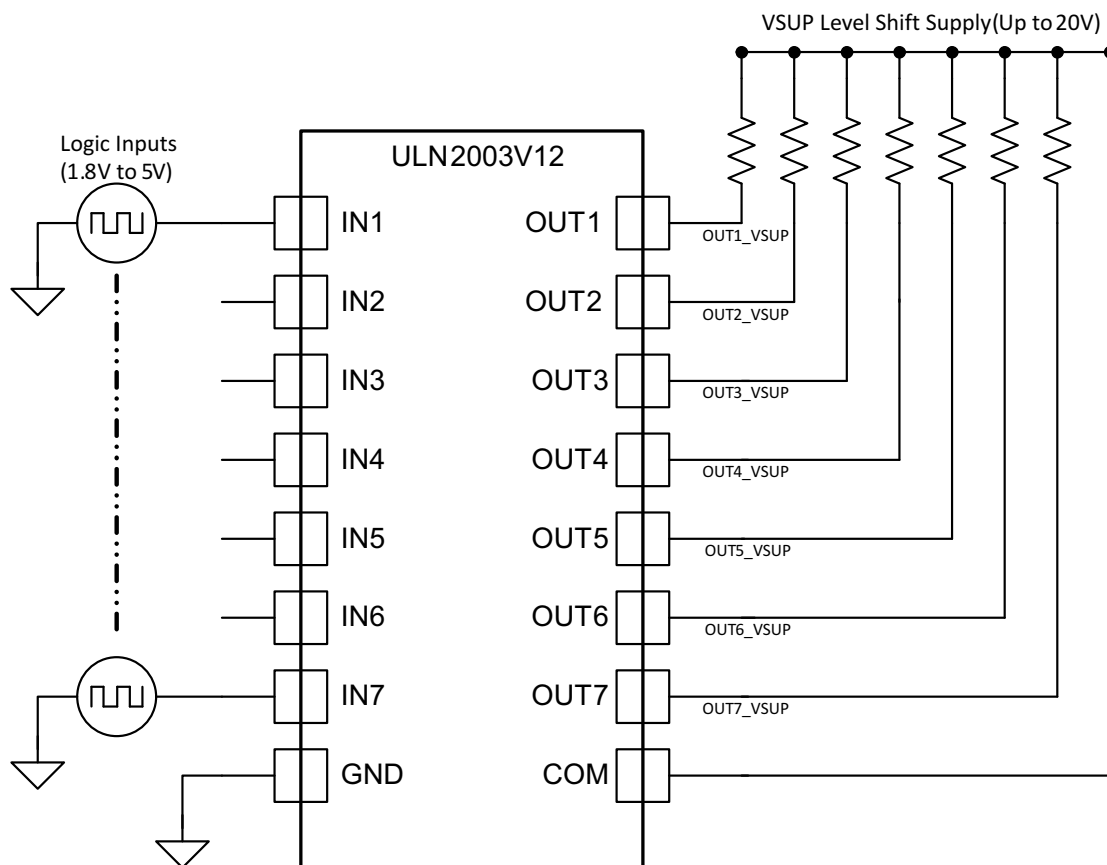 VSUP Level Shift Supply(Up to 20V)
Logic Inputs
(1.8V to 5V)
ULN2003V12
IN1
OUT1
OUT1_VSUP
IN2
OUT2
OUT2_VSUP
IN3
OUT3
OUT3_VSUP
IN4
OUT4
OUT4_VSUP
IN5
OUT5
OUT5_VSUP
IN6
OUT6
OUT6_VSUP
IN7
OUT7
OUT7_VSUP
GND
COM